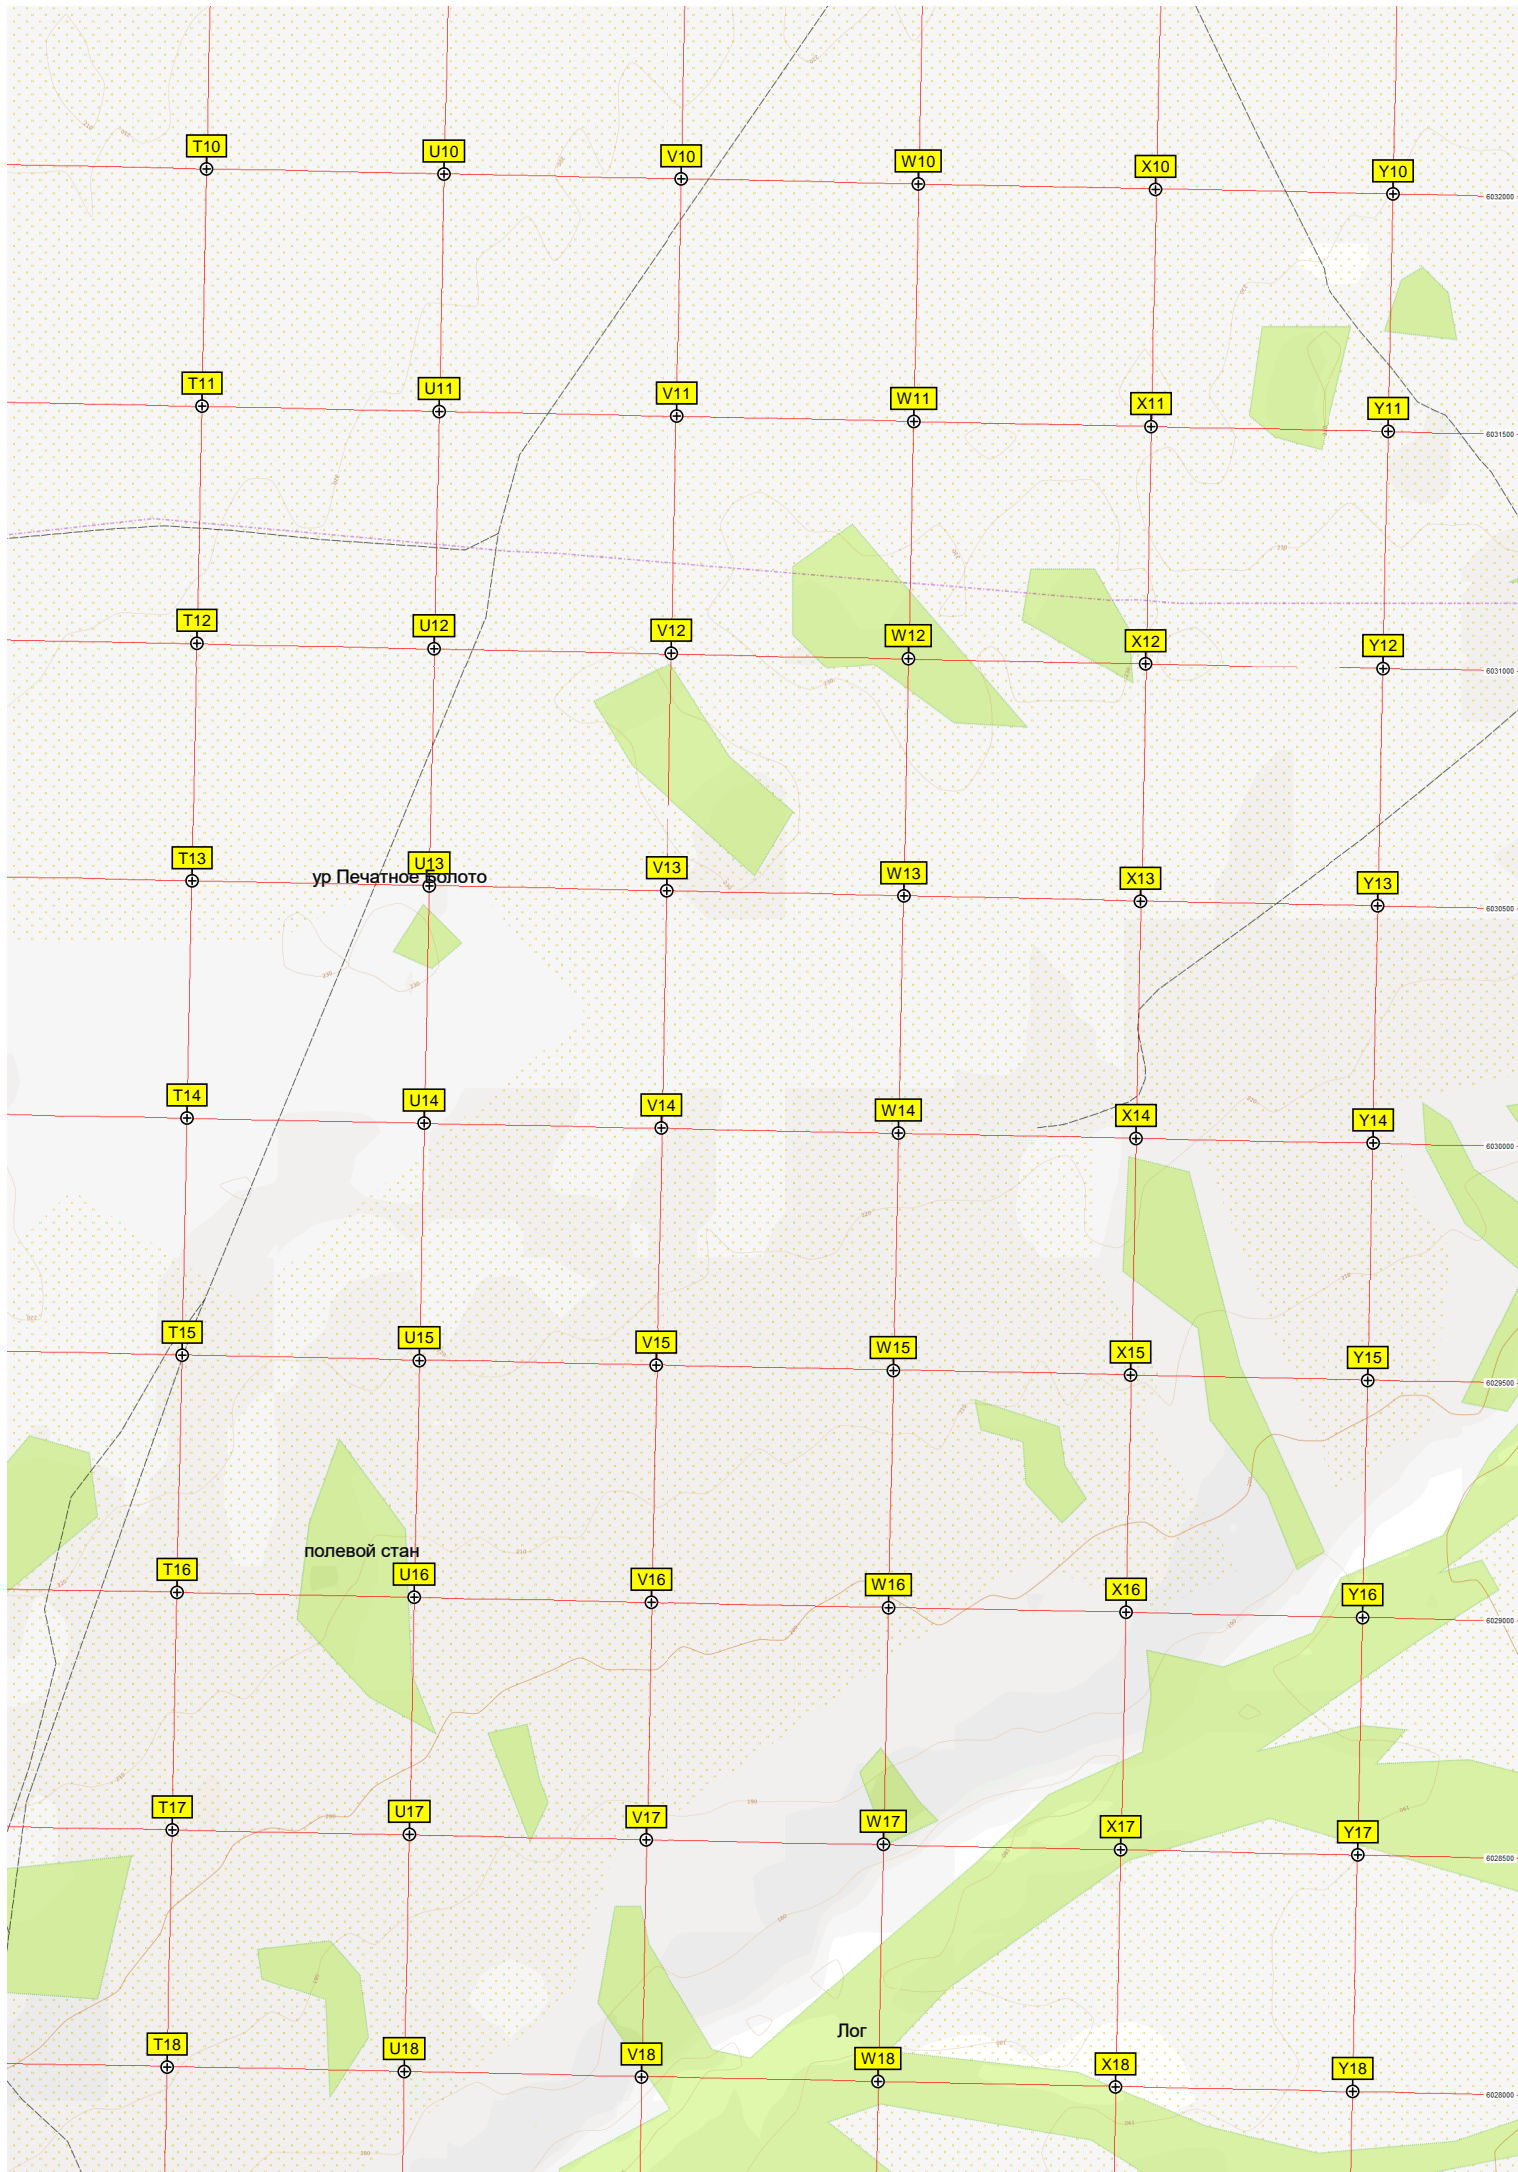 T10 U10 V10 W10 X10 Y10
6032000
T11 U11 V11 W11 X11 Y11
6031500
T12 U12 V12 W12 X12 Y12
6031000
T13 U13 V13 W13 X13 Y13
ур Печатное Болото
6030500
T14 U14 V14 W14 X14 Y14
6030000
T15 U15 V15 W15 X15 Y15
6029500
полевой стан
T16 U16 V16 W16 X16 Y16
6029000
T17 U17 V17 W17 X17 Y17
6028500
Лог
T18 U18 V18 W18 X18 Y18
6028000